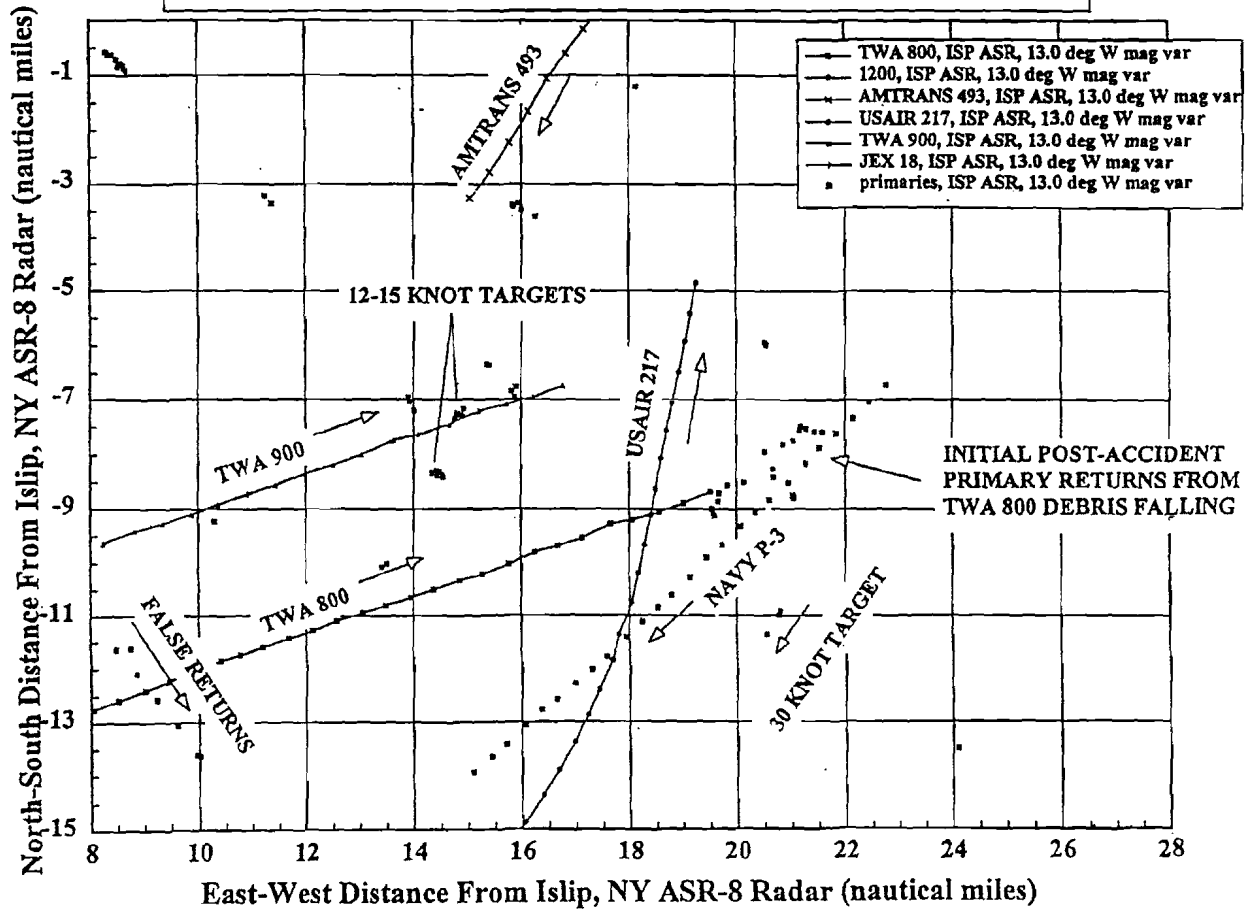 TWA 800, ISP ASR, 13.0 deg W mag var
1200, ISP ASR, 13.0 deg W mag var
AMTRANS 493, ISP ASR, 13.0 deg W mag var
USAIR 217, ISP ASR, 13.0 deg W mag var
TWA 900, ISP ASR, 13.0 deg W mag var
JEX 18, ISP ASR, 13.0 deg W mag var
primaries, ISP ASR, 13.0 deg W mag var
North-South Distance From Islip, NY ASR-8 Radar (nautical miles)
-1
-3
-5
-7
-9
-11
-13
-15
AMTRANS 493
12-15 KNOT TARGETS
USAIR 217
TWA 900
INITIAL POST-ACCIDENT
PRIMARY RETURNS FROM
TWA 800 DEBRIS FALLING
NAVY P-3
TWA 800
30 KNOT TARGET
FALSE RETURNS
8 10 12 14 16 18 20 22 24 26 28
East-West Distance From Islip, NY ASR-8 Radar (nautical miles)